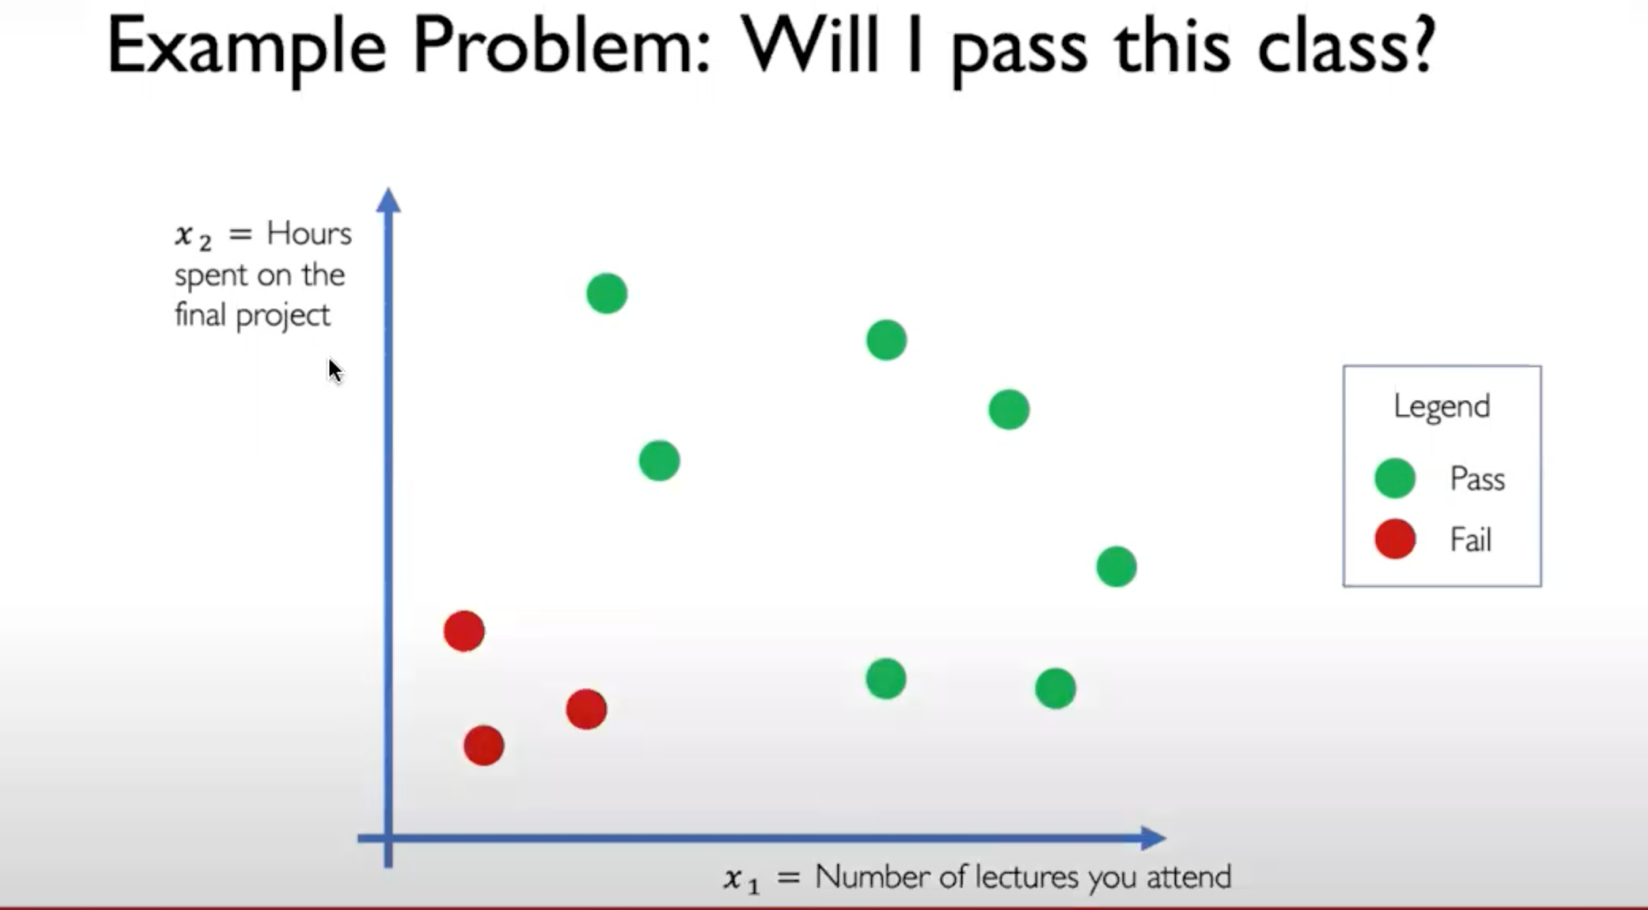 Example Problem: Will I pass this class?
x₂ = Hours
spent on the
final project
Legend
Pass
Fail
x₁ = Number of lectures you attend